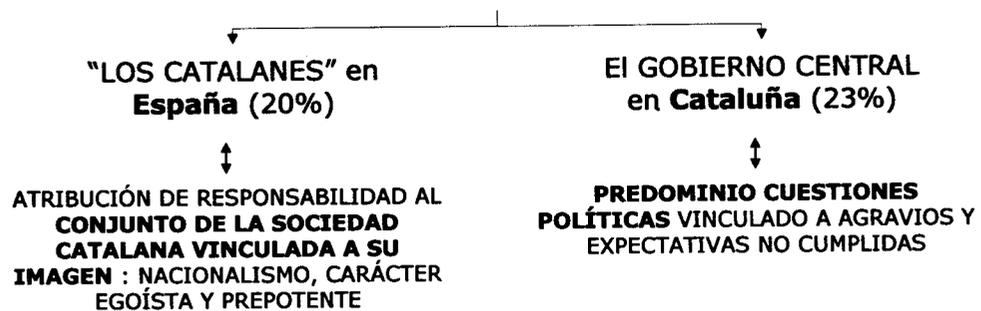 "LOS CATALANES" en
España (20%)
ATRIBUCIÓN DE RESPONSABILIDAD AL
CONJUNTO DE LA SOCIEDAD
CATALANA VINCULADA A SU
IMAGEN : NACIONALISMO, CARÁCTER
EGOÍSTA Y PREPOTENTE
El GOBIERNO CENTRAL
en Cataluña (23%)
PREDOMINIO CUESTIONES
POLÍTICAS VINCULADO A AGRAVIOS Y
EXPECTATIVAS NO CUMPLIDAS